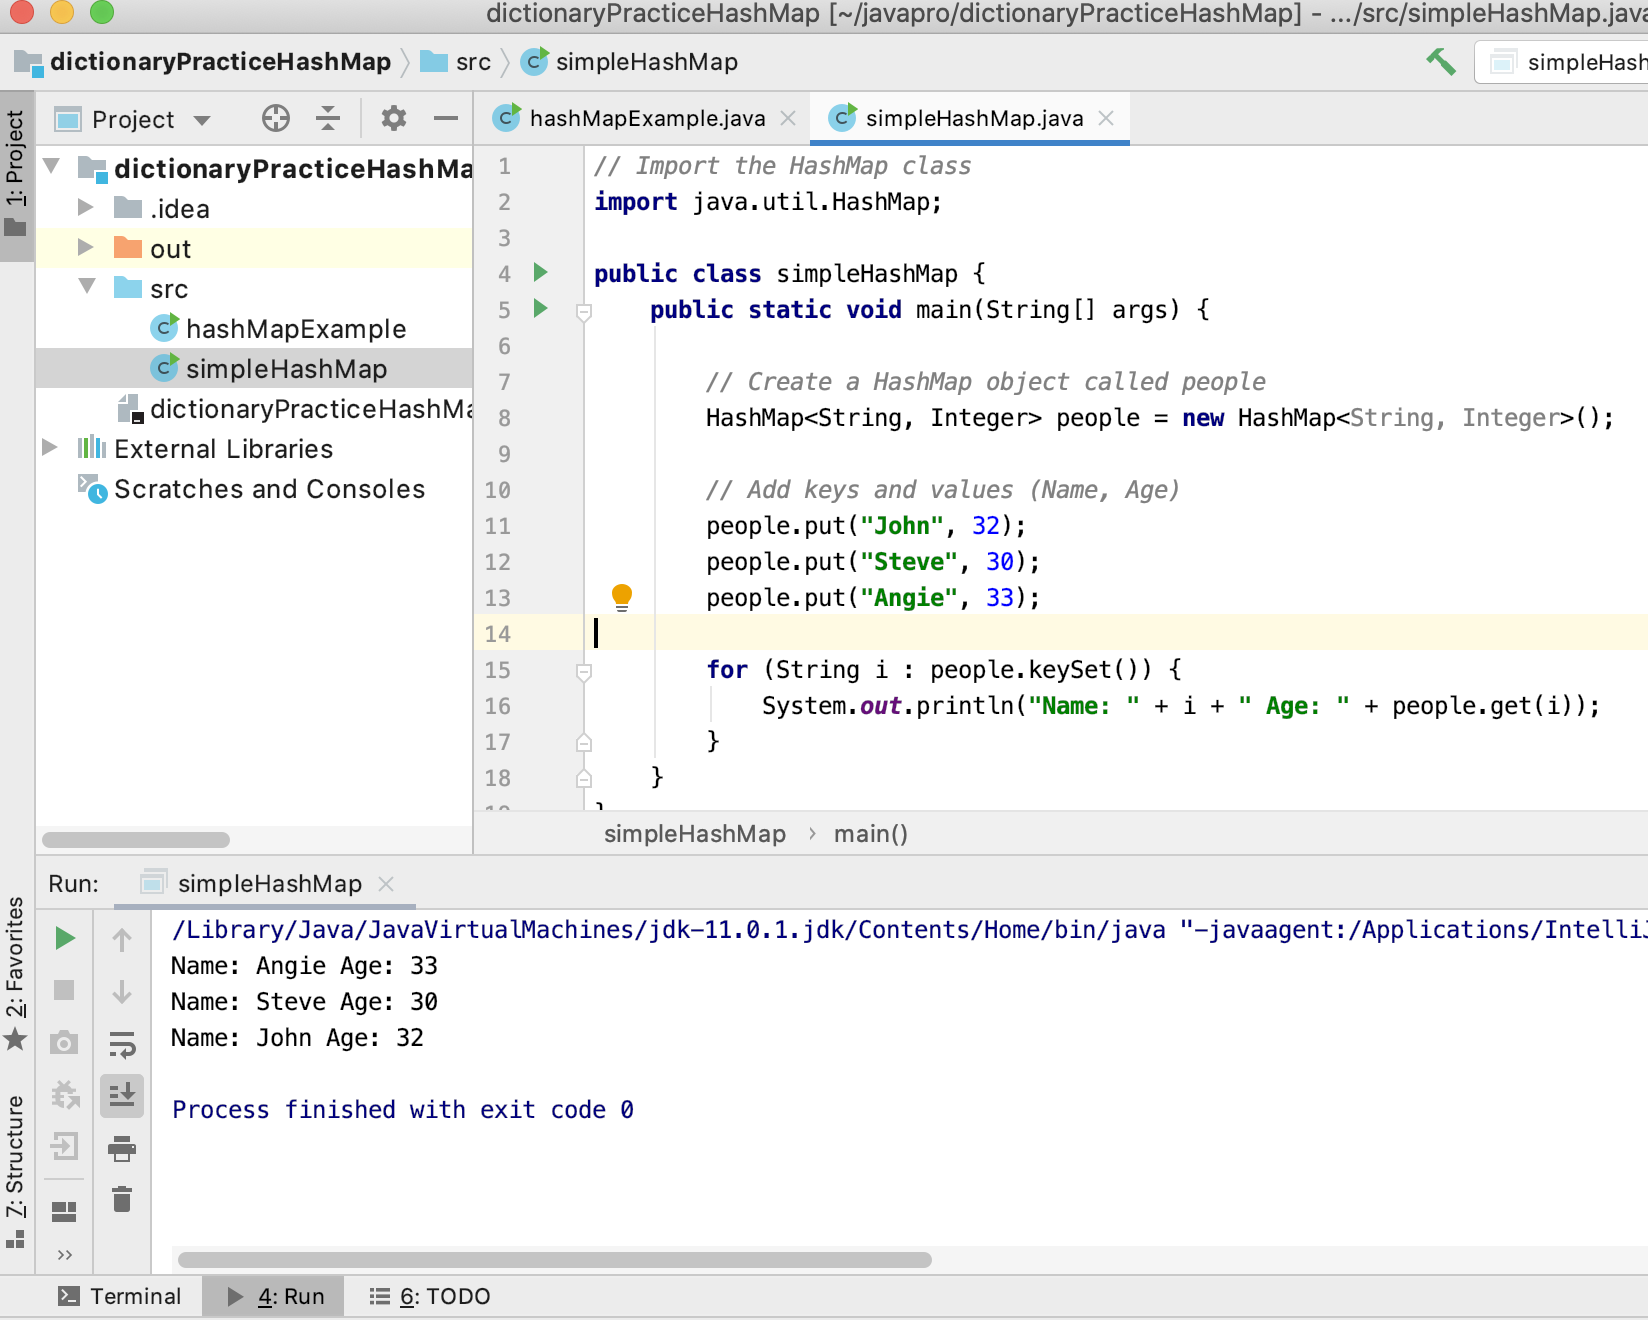 dictionaryPracticeHashMap [~/javapro/dictionaryPracticeHashMap] - .../src/simpleHashMap.java
dictionaryPracticeHashMap src simpleHashMap simpleHash
1: Project
Project
hashMapExample.java simpleHashMap.java
dictionaryPracticeHashMa
.idea
out
src
hashMapExample
simpleHashMap
dictionaryPracticeHashMa
External Libraries
Scratches and Consoles
1 // Import the HashMap class
2 import java.util.HashMap;
3
4 public class simpleHashMap {
5 public static void main(String[] args) {
6
7 // Create a HashMap object called people
8 HashMap<String, Integer> people = new HashMap<String, Integer>();
9
10 // Add keys and values (Name, Age)
11 people.put("John", 32);
12 people.put("Steve", 30);
13 people.put("Angie", 33);
14
15 for (String i : people.keySet()) {
16 System.out.println("Name: " + i + " Age: " + people.get(i));
17 }
18 }
simpleHashMap › main()
Run: simpleHashMap
2: Favorites
7: Structure
/Library/Java/JavaVirtualMachines/jdk-11.0.1.jdk/Contents/Home/bin/java "-javaagent:/Applications/IntelliJ
Name: Angie Age: 33
Name: Steve Age: 30
Name: John Age: 32
Process finished with exit code 0
Terminal 4: Run 6: TODO